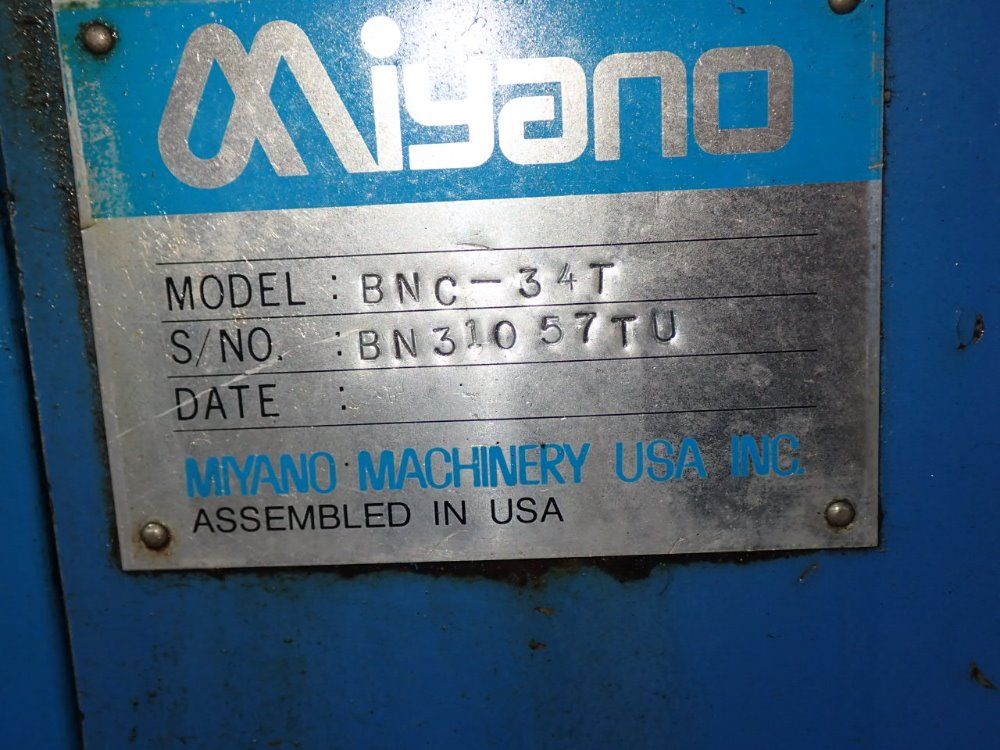 Miyano
MODEL : BNC-34T
S/NO. : BN31057TU
DATE :
MIYANO MACHINERY USA INC.
ASSEMBLED IN USA